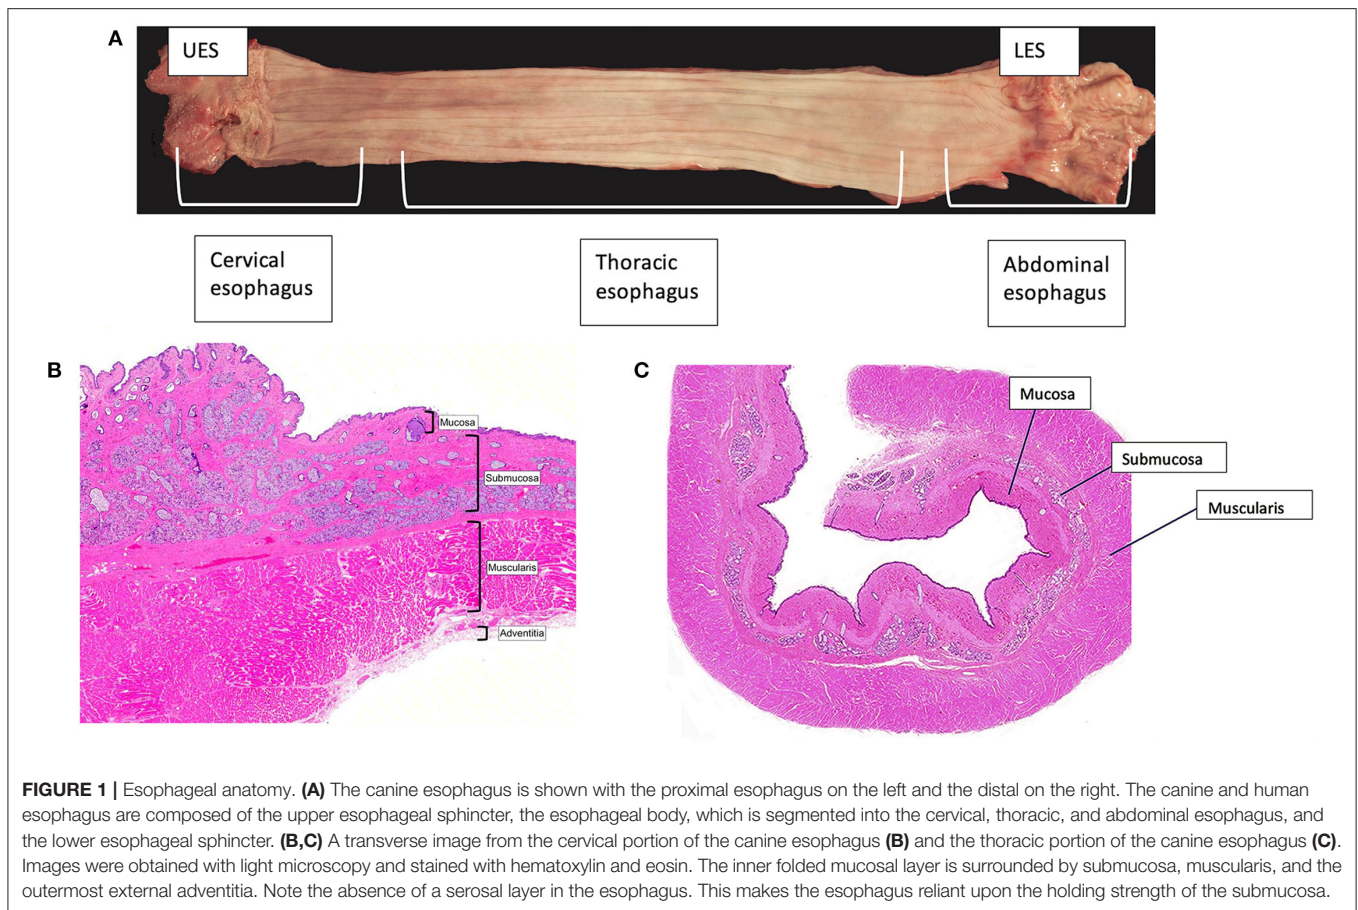 A
UES
LES
Cervical
esophagus
Thoracic
esophagus
Abdominal
esophagus
B
Mucosa
Submucosa
Muscularis
Adventitia
C
Mucosa
Submucosa
Muscularis
FIGURE 1 | Esophageal anatomy. (A) The canine esophagus is shown with the proximal esophagus on the left and the distal on the right. The canine and human
esophagus are composed of the upper esophageal sphincter, the esophageal body, which is segmented into the cervical, thoracic, and abdominal esophagus, and
the lower esophageal sphincter. (B,C) A transverse image from the cervical portion of the canine esophagus (B) and the thoracic portion of the canine esophagus (C).
Images were obtained with light microscopy and stained with hematoxylin and eosin. The inner folded mucosal layer is surrounded by submucosa, muscularis, and the
outermost external adventitia. Note the absence of a serosal layer in the esophagus. This makes the esophagus reliant upon the holding strength of the submucosa.